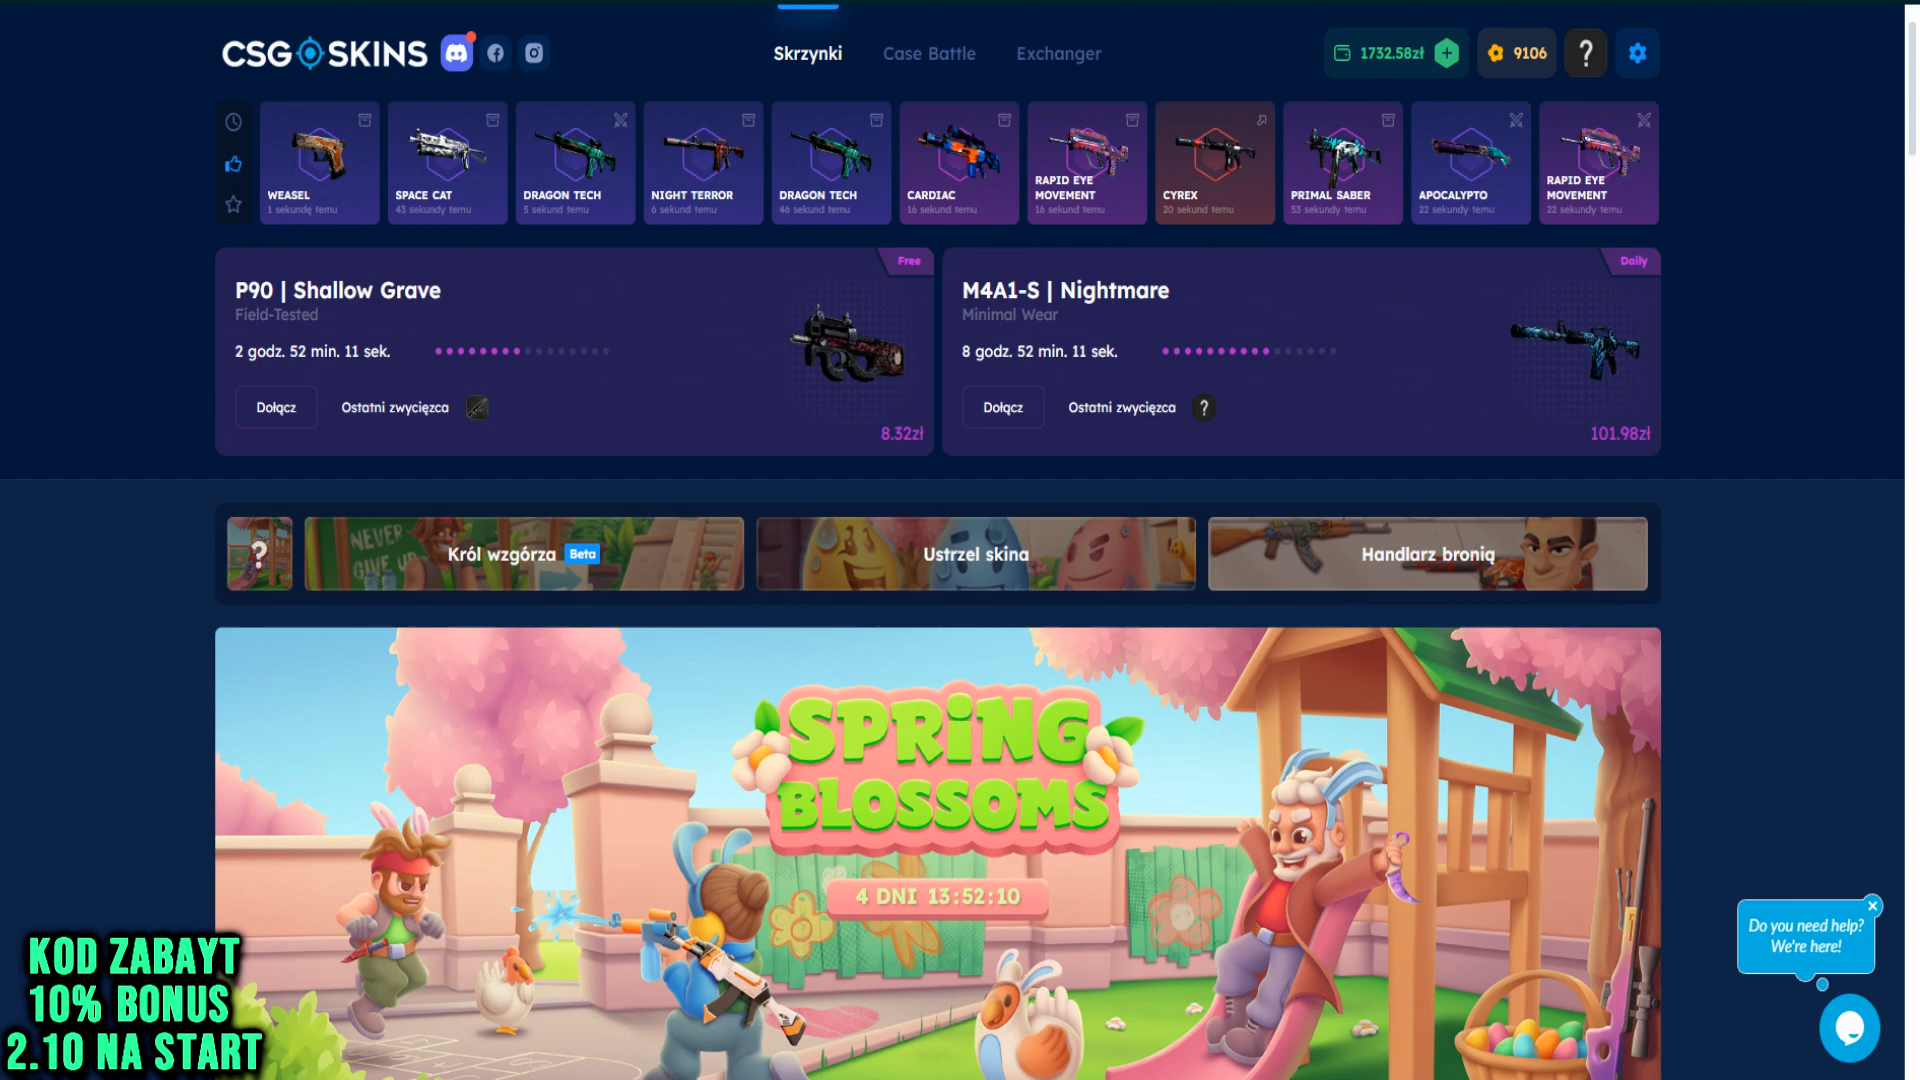 CSGOSKINS
Skrzynki
Case Battle
Exchanger
1732.58zł
9106
?
WEASEL
1 sekundę temu
SPACE CAT
43 sekundy temu
DRAGON TECH
5 sekund temu
NIGHT TERROR
6 sekund temu
DRAGON TECH
46 sekund temu
CARDIAC
16 sekund temu
RAPID EYE
MOVEMENT
16 sekund temu
CYREX
20 sekund temu
PRIMAL SABER
53 sekundy temu
APOCALYPTO
22 sekundy temu
RAPID EYE
MOVEMENT
22 sekundy temu
Free
P90 | Shallow Grave
Field-Tested
2 godz. 52 min. 11 sek.
Dołącz
Ostatni zwycięzca
8.32zł
Daily
M4A1-S | Nightmare
Minimal Wear
8 godz. 52 min. 11 sek.
Dołącz
Ostatni zwycięzca
?
101.98zł
?
NEVER
GIVE UP
Król wzgórza Beta
Ustrzel skina
Handlarz bronią
SPRING
BLOSSOMS
4 DNI 13:52:10
Do you need help?
We're here!
KOD ZABAYT
10% BONUS
2.10 NA START